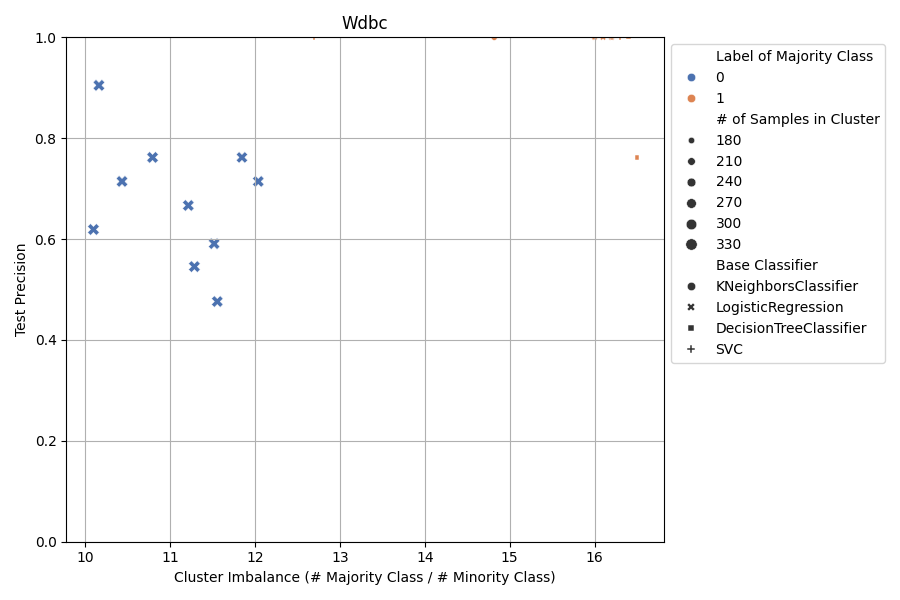 Wdbc
1.0
0.8
0.6
0.4
0.2
0.0
Test Precision
10
11
12
13
14
15
16
Cluster Imbalance (# Majority Class / # Minority Class)
Label of Majority Class
0
1
# of Samples in Cluster
180
210
240
270
300
330
Base Classifier
KNeighborsClassifier
LogisticRegression
DecisionTreeClassifier
SVC